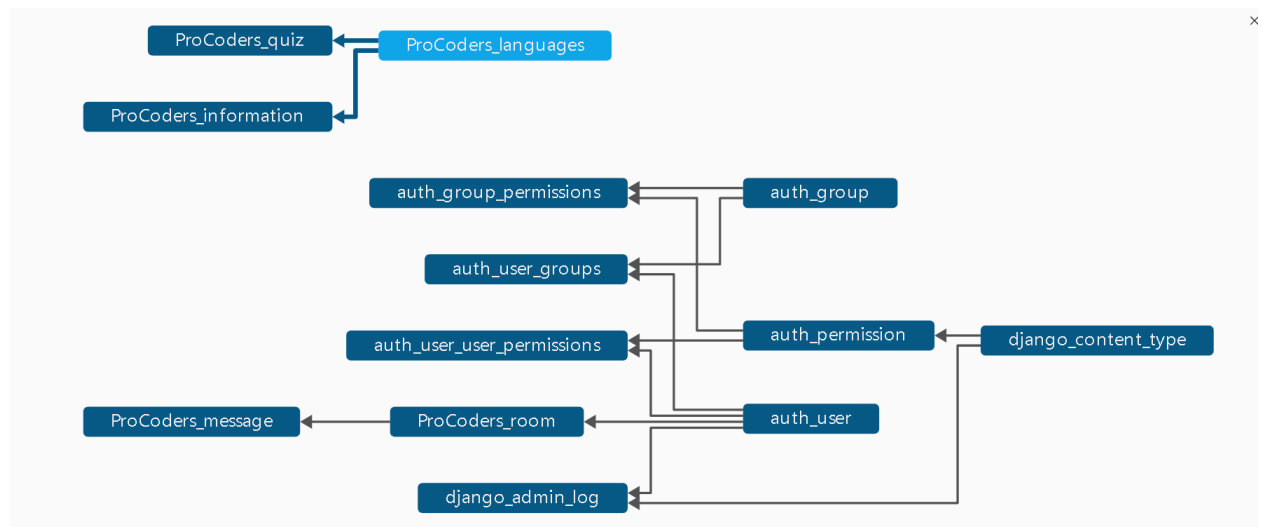 ×
ProCoders_quiz
ProCoders_languages
ProCoders_information
auth_group_permissions
auth_group
auth_user_groups
auth_permission
django_content_type
auth_user_user_permissions
ProCoders_message
ProCoders_room
auth_user
django_admin_log